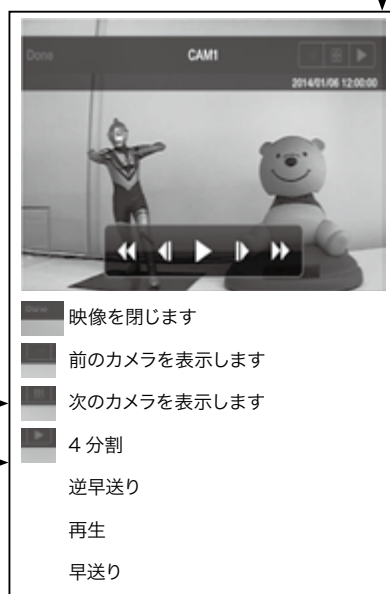 Done CAM1
2014/01/06 12:00:00
映像を閉じます
前のカメラを表示します
次のカメラを表示します
4 分割
逆早送り
再生
早送り